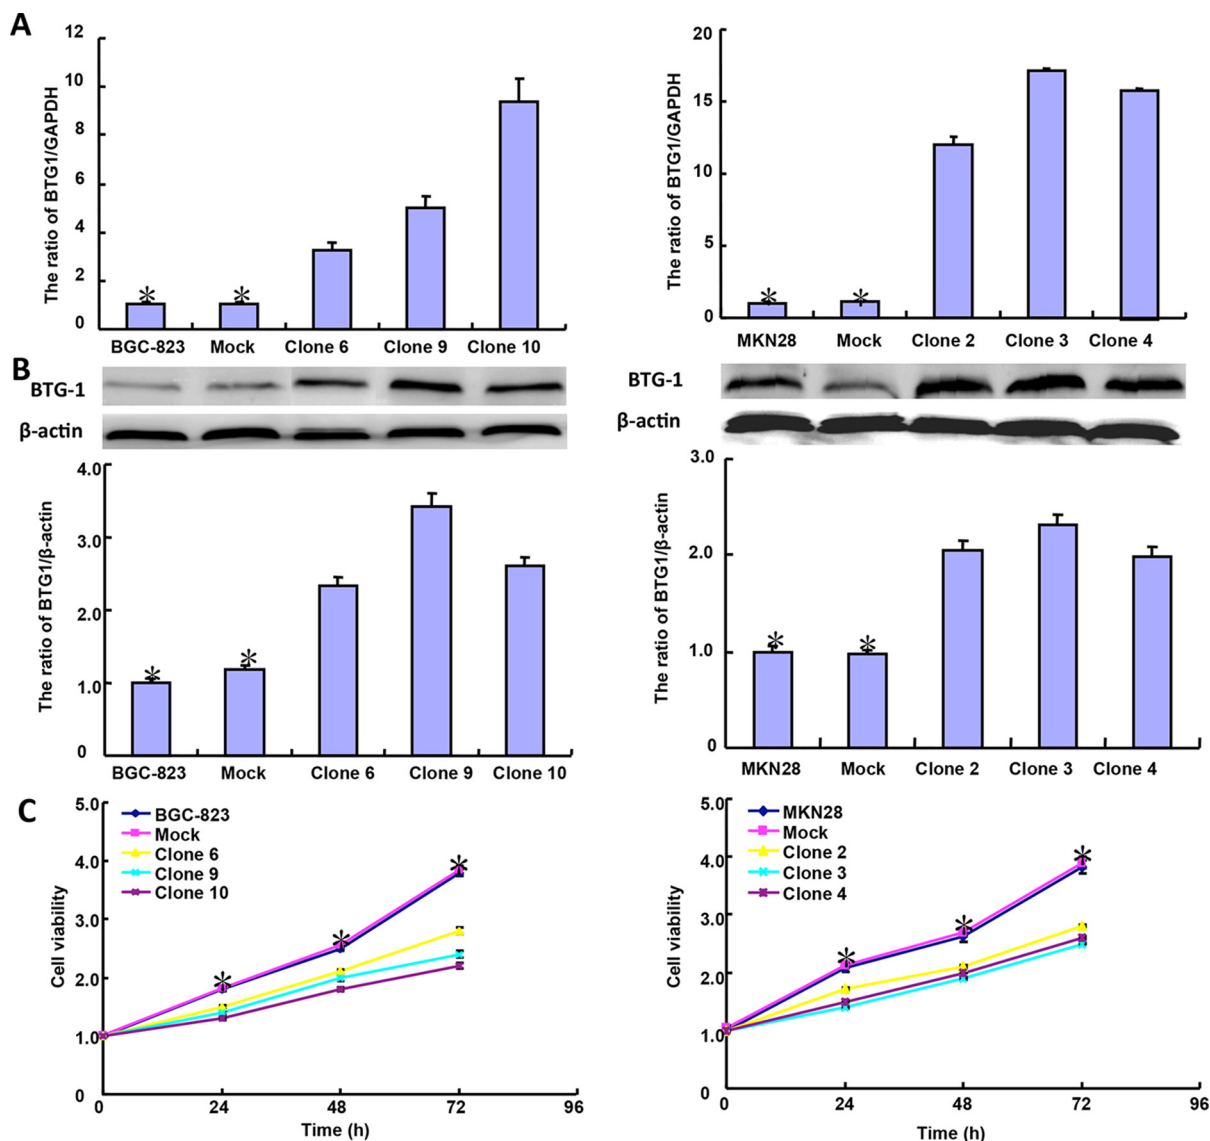 A
The ratio of BTG1/GAPDH
12
10
8
6
4
2
0
*
*
BGC-823 Mock Clone 6 Clone 9 Clone 10
The ratio of BTG1/GAPDH
20
15
10
5
0
*
*
MKN28 Mock Clone 2 Clone 3 Clone 4
B
BTG-1
β-actin
The ratio of BTG1/β-actin
4.0
3.0
2.0
1.0
0
*
*
BGC-823 Mock Clone 6 Clone 9 Clone 10
BTG-1
β-actin
The ratio of BTG1/β-actin
3.0
2.0
1.0
0
*
*
MKN28 Mock Clone 2 Clone 3 Clone 4
C
Cell viability
5.0
4.0
3.0
2.0
1.0
0
BGC-823
Mock
Clone 6
Clone 9
Clone 10
*
*
*
0 24 48 72 96
Time (h)
Cell viability
5.0
4.0
3.0
2.0
1.0
0
MKN28
Mock
Clone 2
Clone 3
Clone 4
*
*
*
0 24 48 72 96
Time (h)